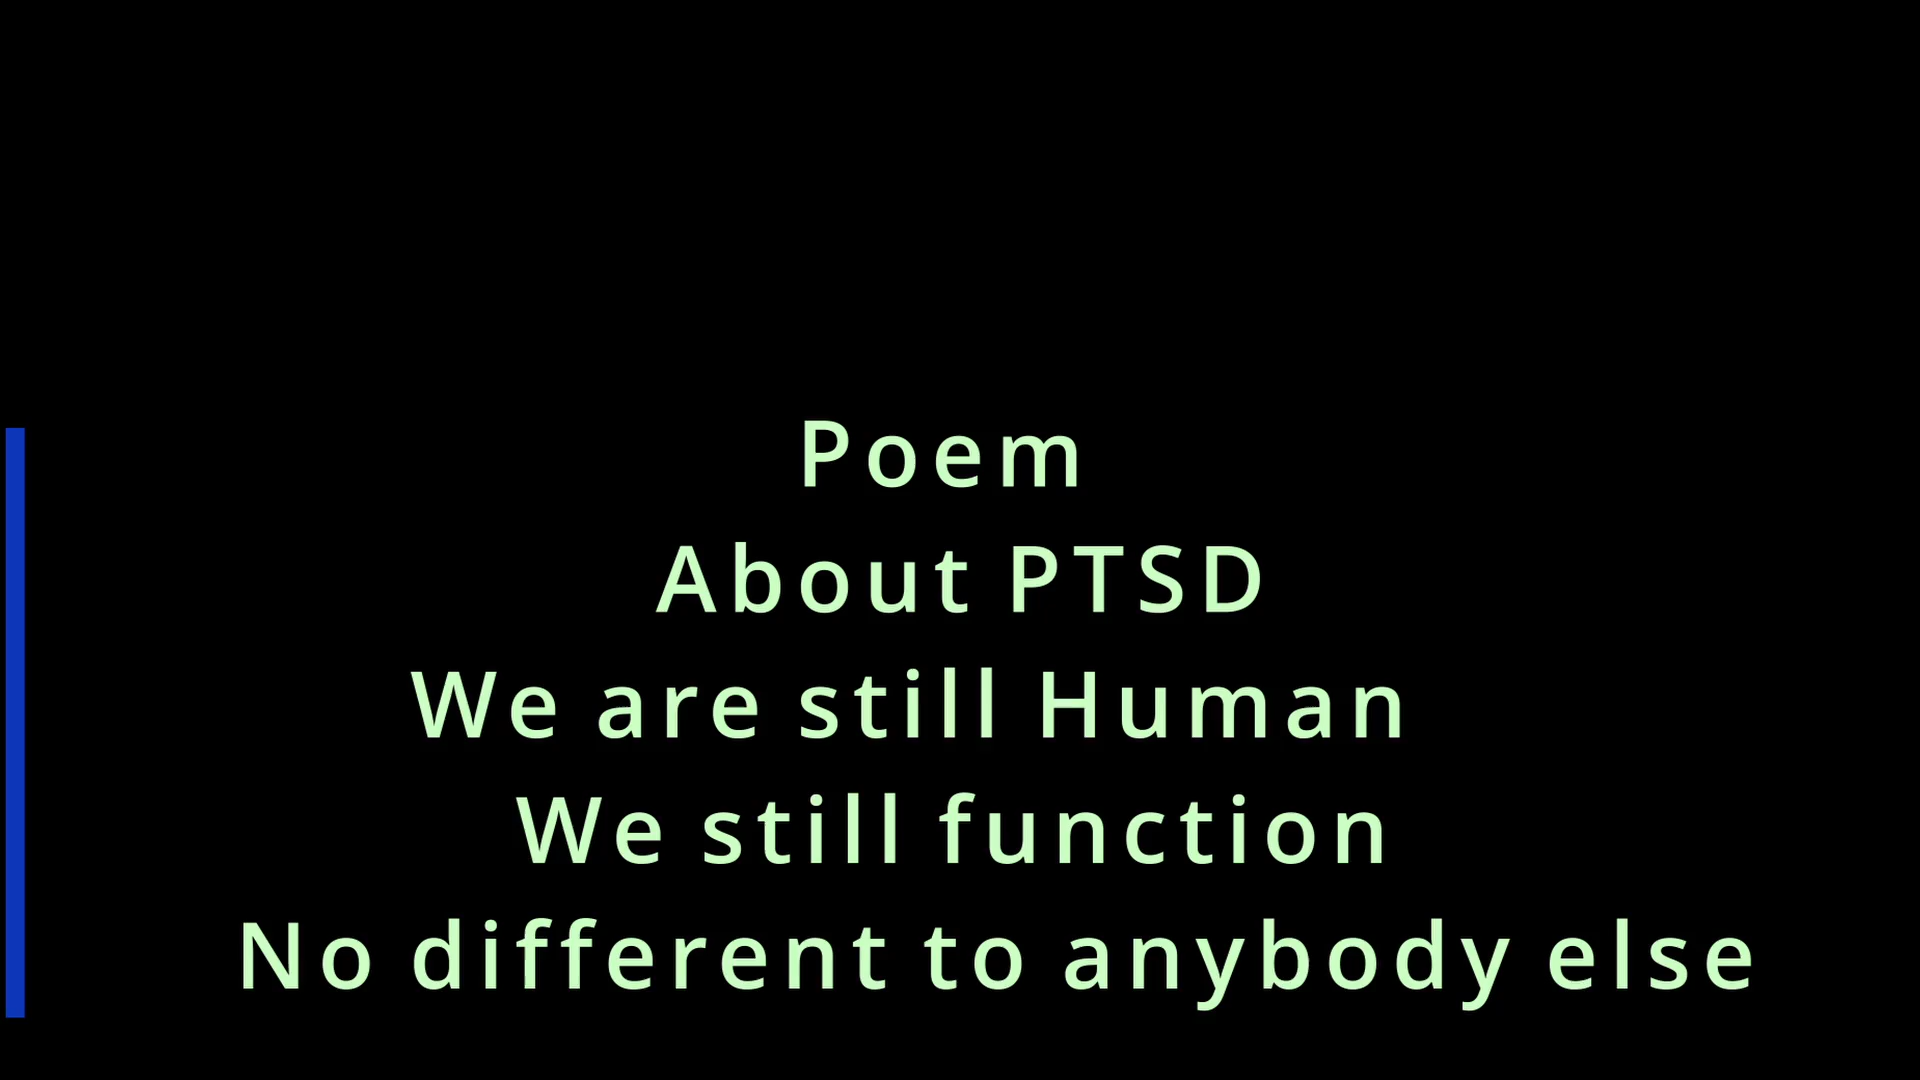 Poem
About PTSD
We are still Human
We still function
No different to anybody else